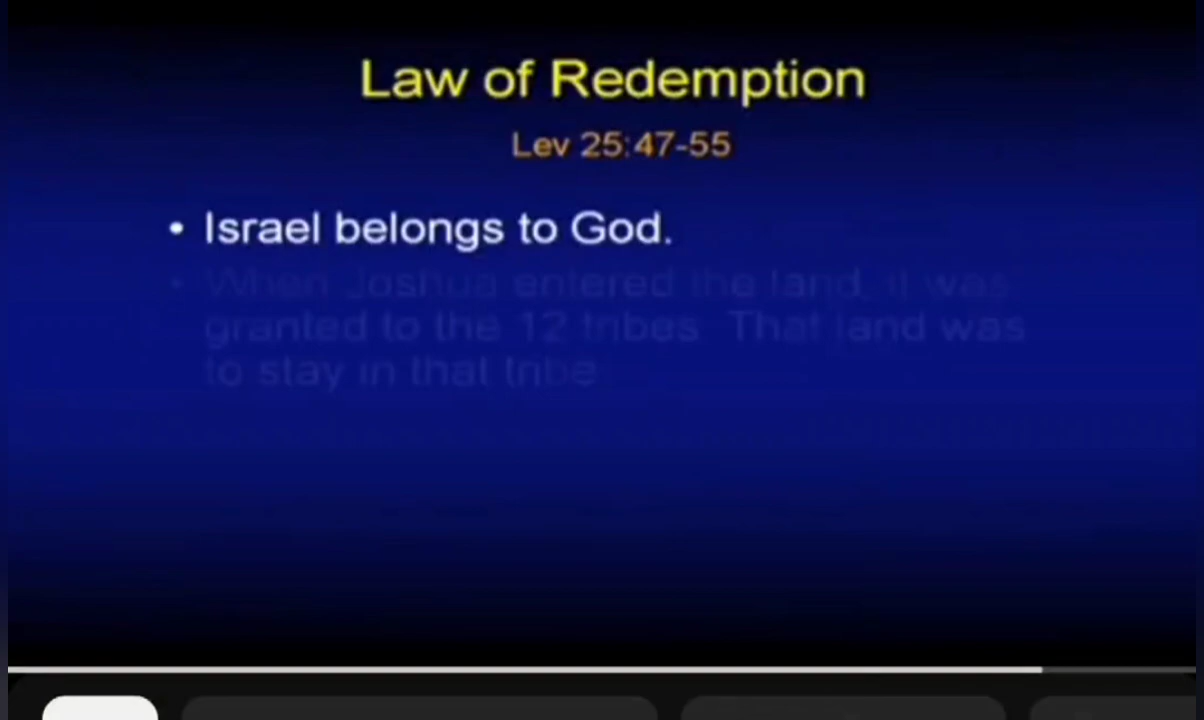 Law of Redemption
Lev 25:47-55
• Israel belongs to God.
• When Joshua entered the land, it was
granted to the 12 tribes. That land was
to stay in that tribe